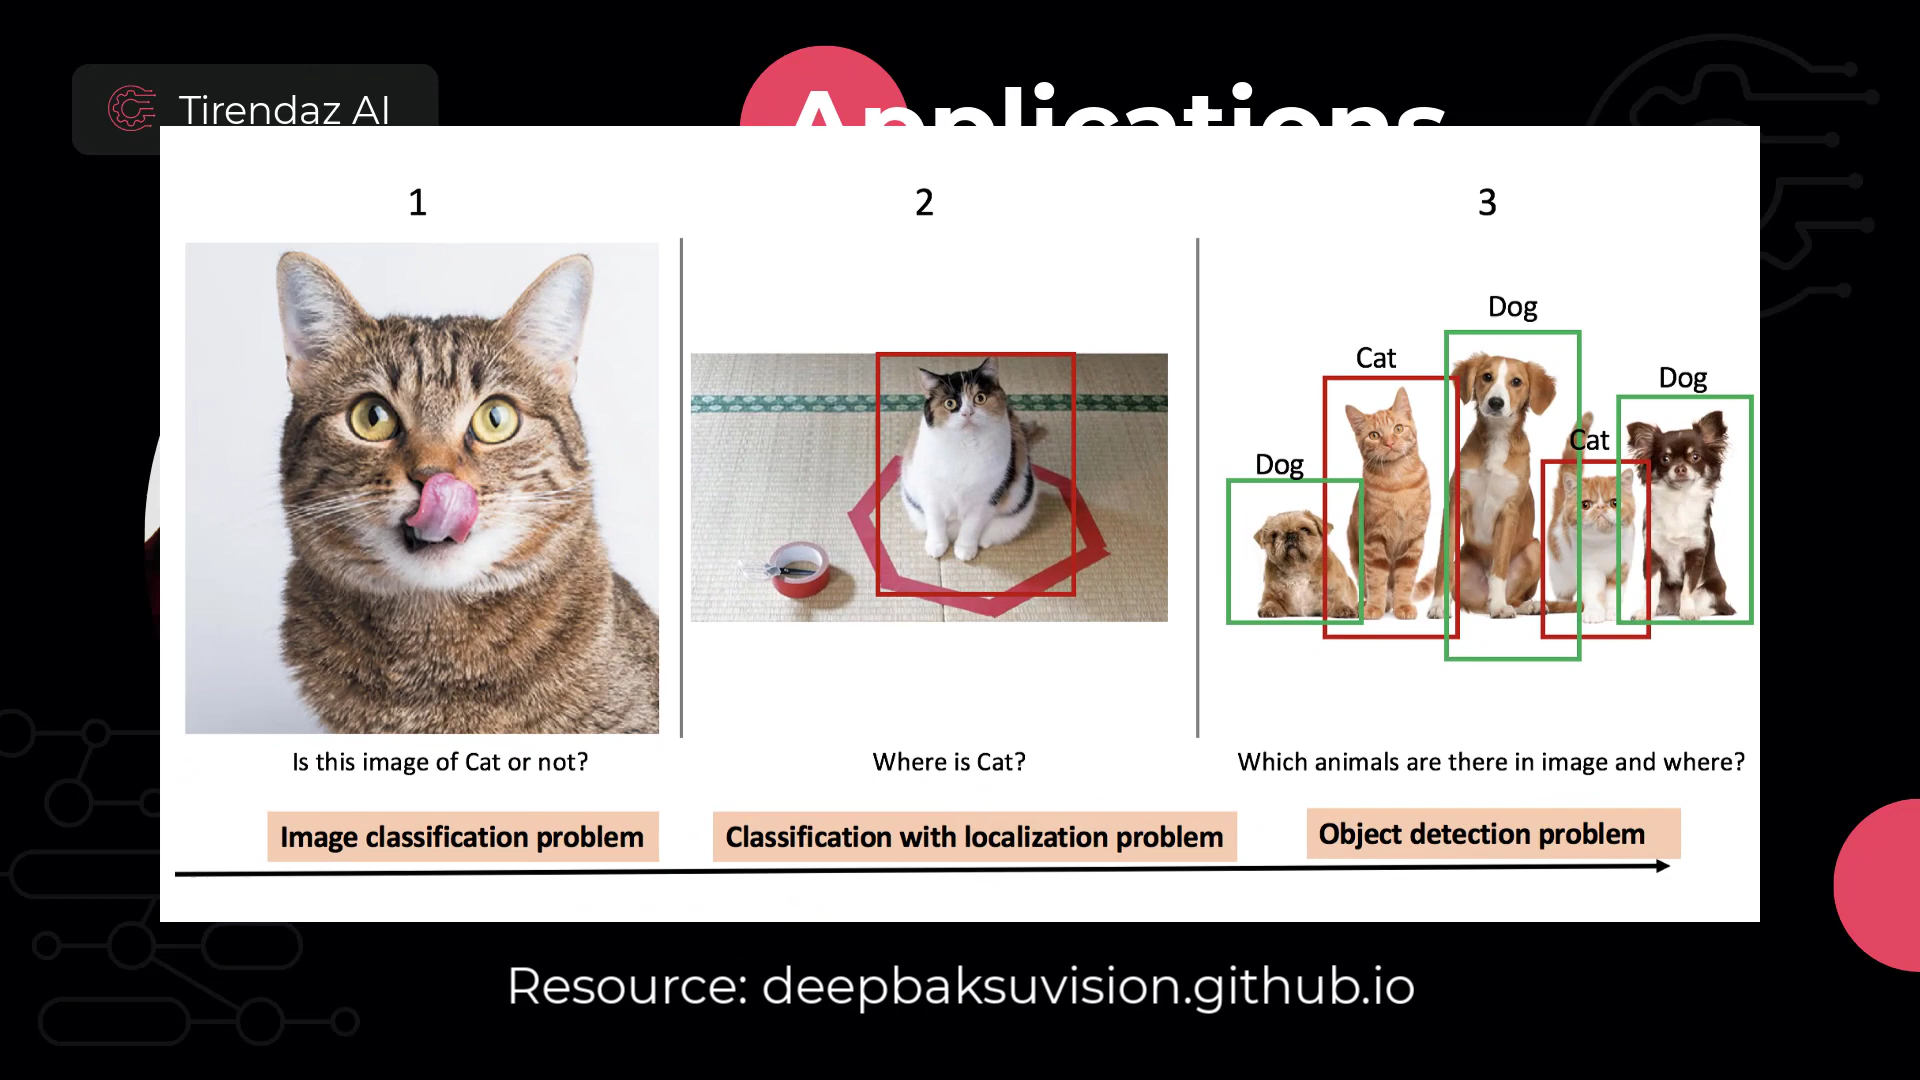 Tirendaz AI
Applications
1
2
3
Dog
Cat
Dog
Cat
Dog
Is this image of Cat or not?
Where is Cat?
Which animals are there in image and where?
Image classification problem
Classification with localization problem
Object detection problem
Resource: deepbaksuvision.github.io